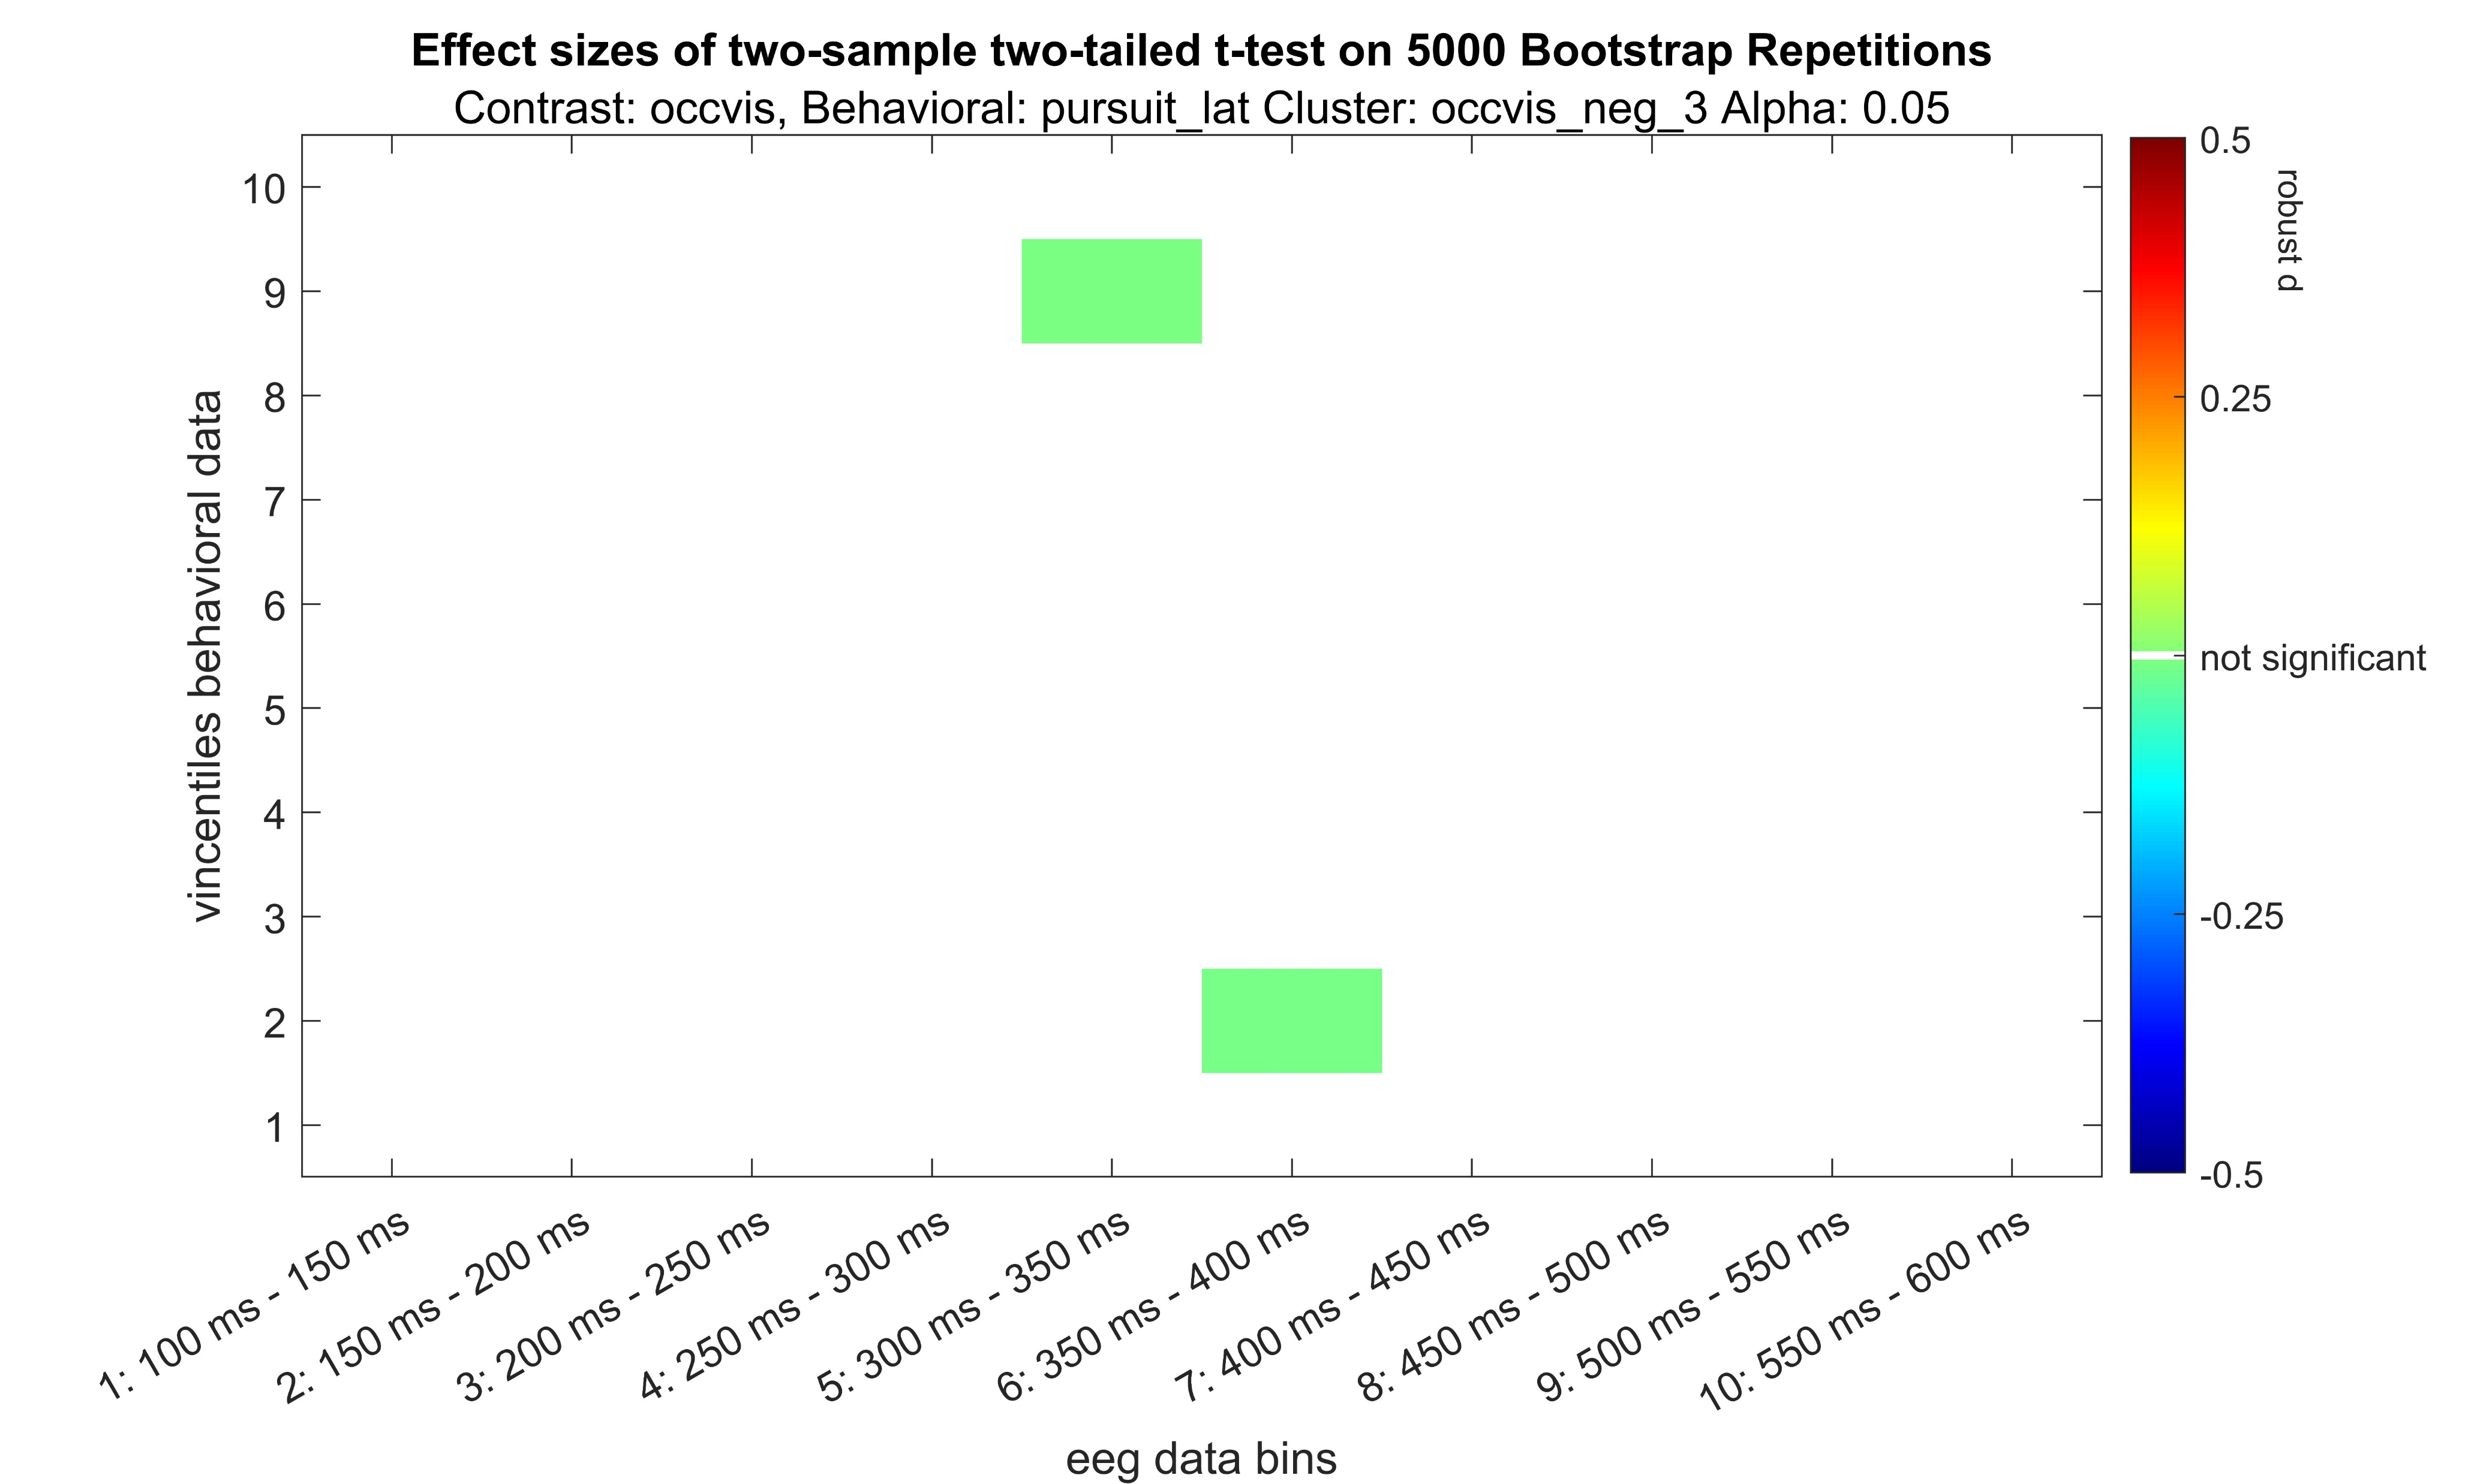 Effect sizes of two-sample two-tailed t-test on 5000 Bootstrap Repetitions
Contrast: occvis, Behavioral: pursuit_lat Cluster: occvis_neg_3 Alpha: 0.05
vincentiles behavioral data
10
9
8
7
6
5
4
3
2
1
1: 100 ms - 150 ms
2: 150 ms - 200 ms
3: 200 ms - 250 ms
4: 250 ms - 300 ms
5: 300 ms - 350 ms
6: 350 ms - 400 ms
7: 400 ms - 450 ms
8: 450 ms - 500 ms
9: 500 ms - 550 ms
10: 550 ms - 600 ms
eeg data bins
0.5
0.25
not significant
-0.25
-0.5
robust d